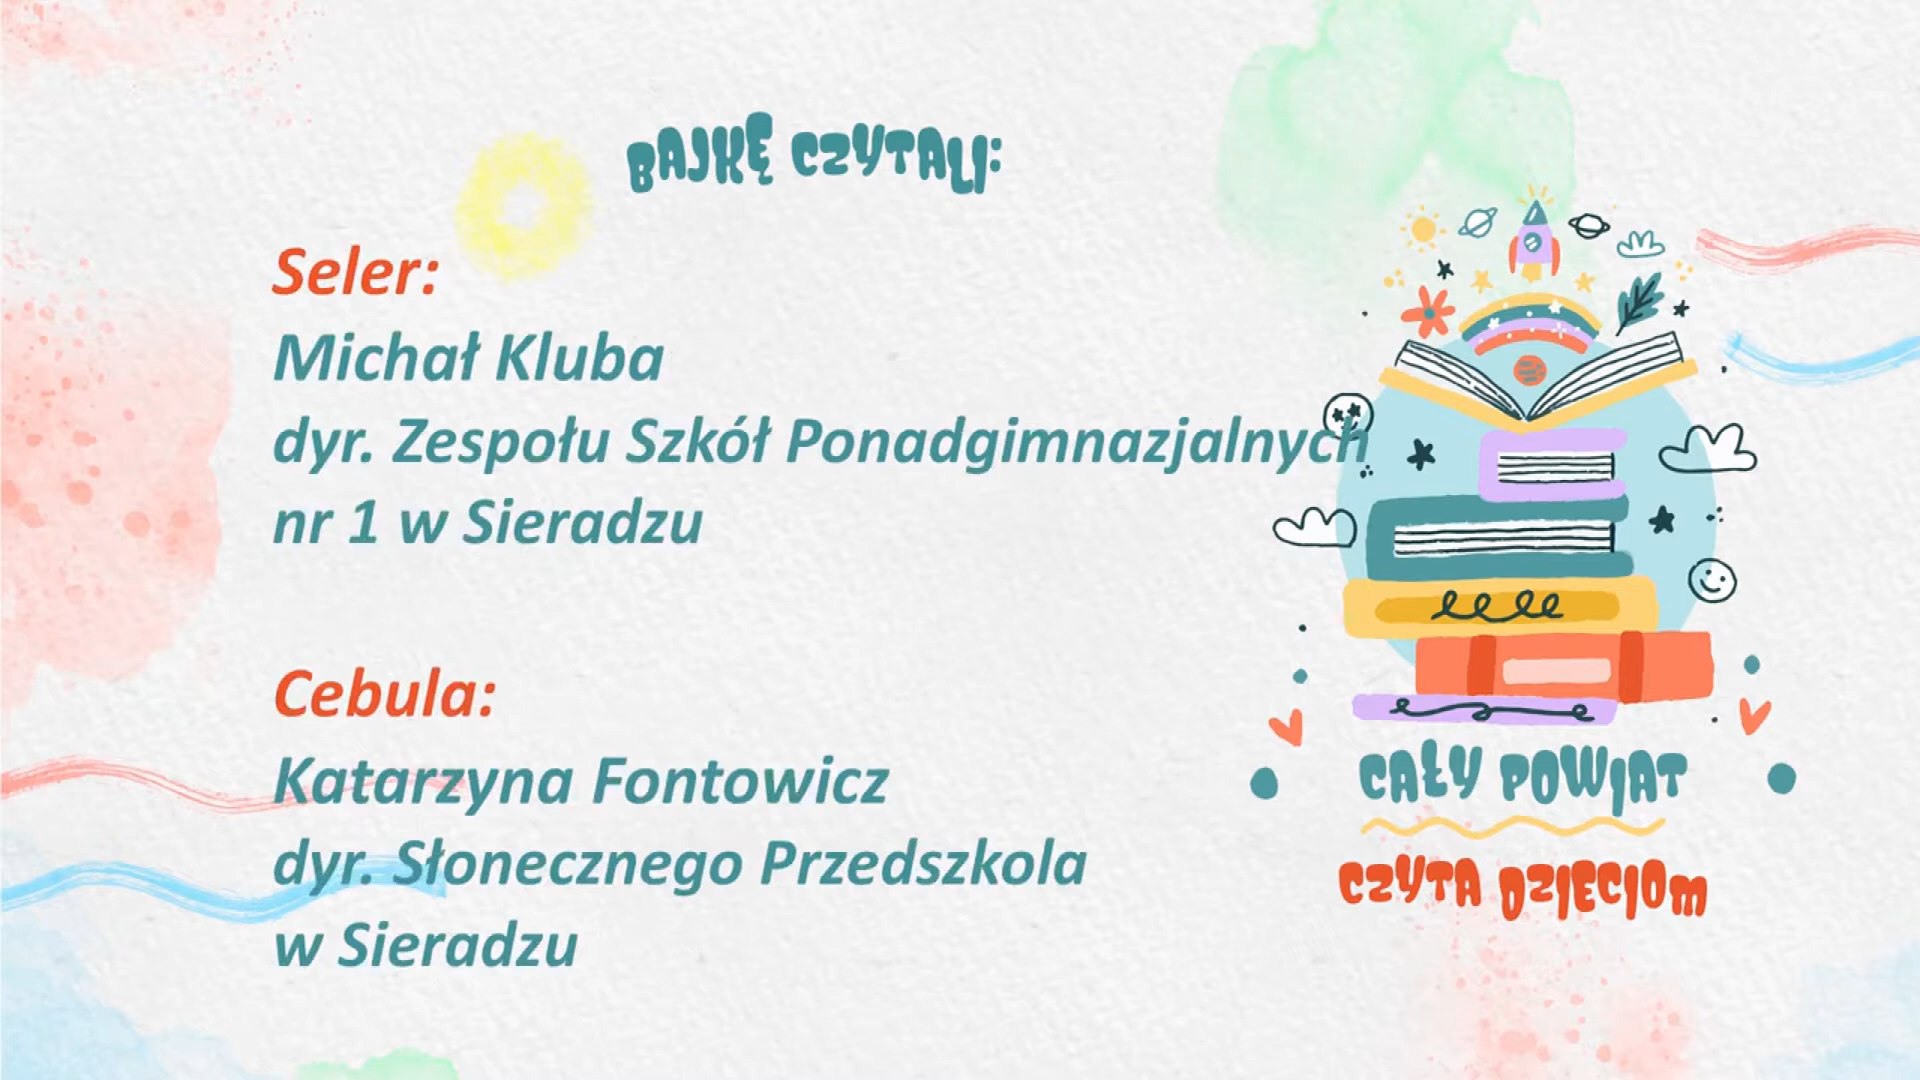 BAJKĘ CZYTALI:
Seler:
Michał Kluba
dyr. Zespołu Szkół Ponadgimnazjalnych
nr 1 w Sieradzu
Cebula:
Katarzyna Fontowicz
dyr. Słonecznego Przedszkola
w Sieradzu
CAŁY POWIAT
CZYTA DZIECIOM